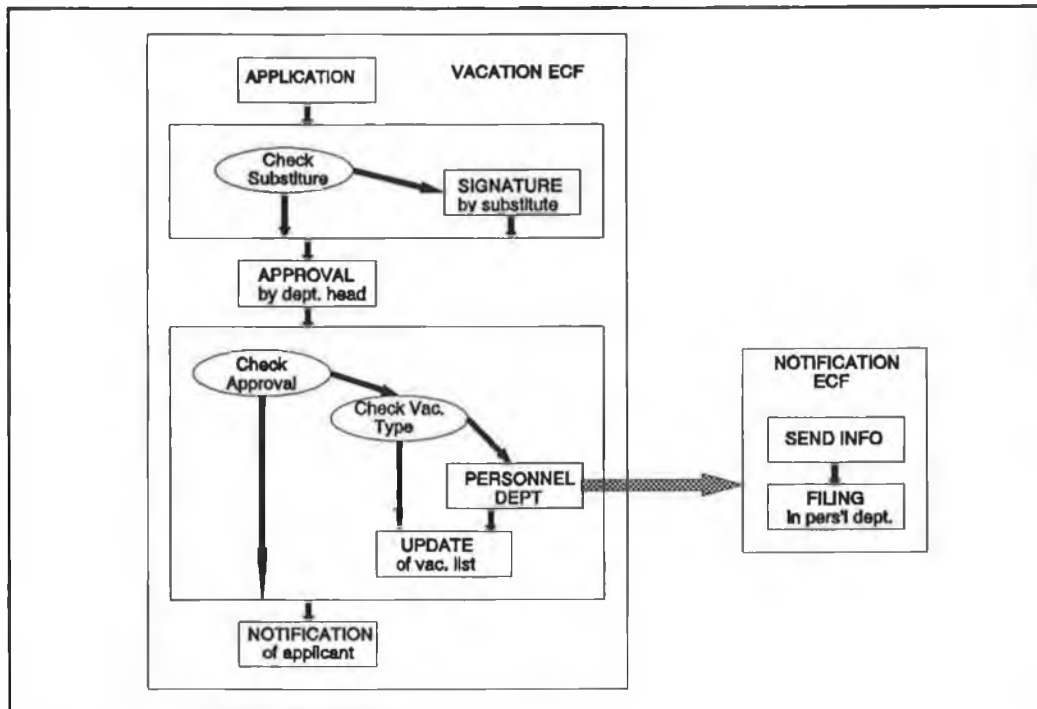 APPLICATION
VACATION ECF
Check
Substiture
SIGNATURE
by substitute
APPROVAL
by dept. head
Check
Approval
Check Vac.
Type
PERSONNEL
DEPT
UPDATE
of vac. list
NOTIFICATION
of applicant
NOTIFICATION
ECF
SEND INFO
FILING
in pers'l dept.